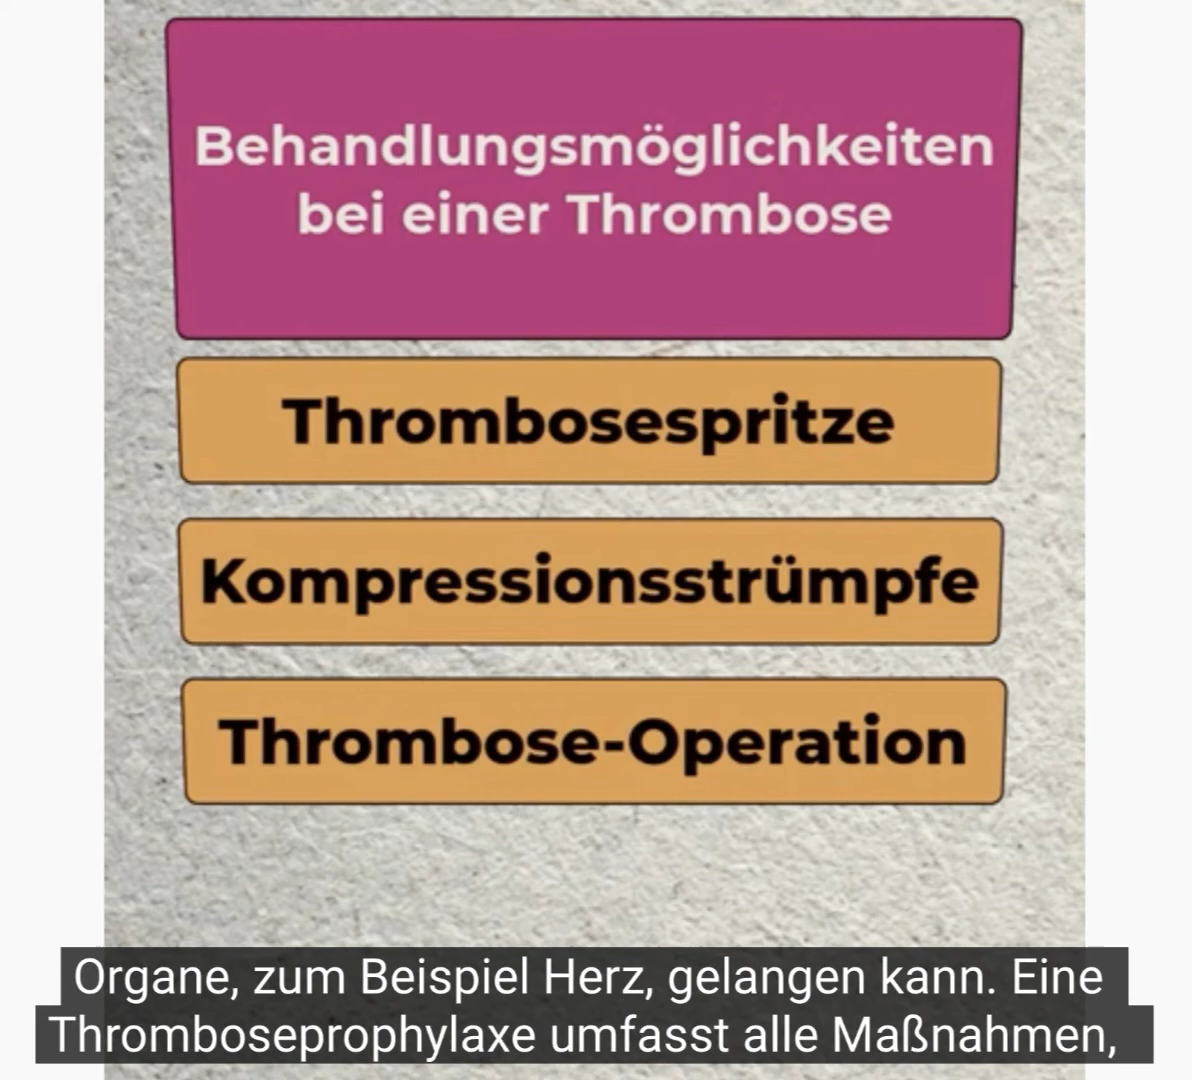 Behandlungsmöglichkeiten
bei einer Thrombose
Thrombosespritze
Kompressionsstrümpfe
Thrombose-Operation
Organe, zum Beispiel Herz, gelangen kann. Eine
Thromboseprophylaxe umfasst alle Maßnahmen,